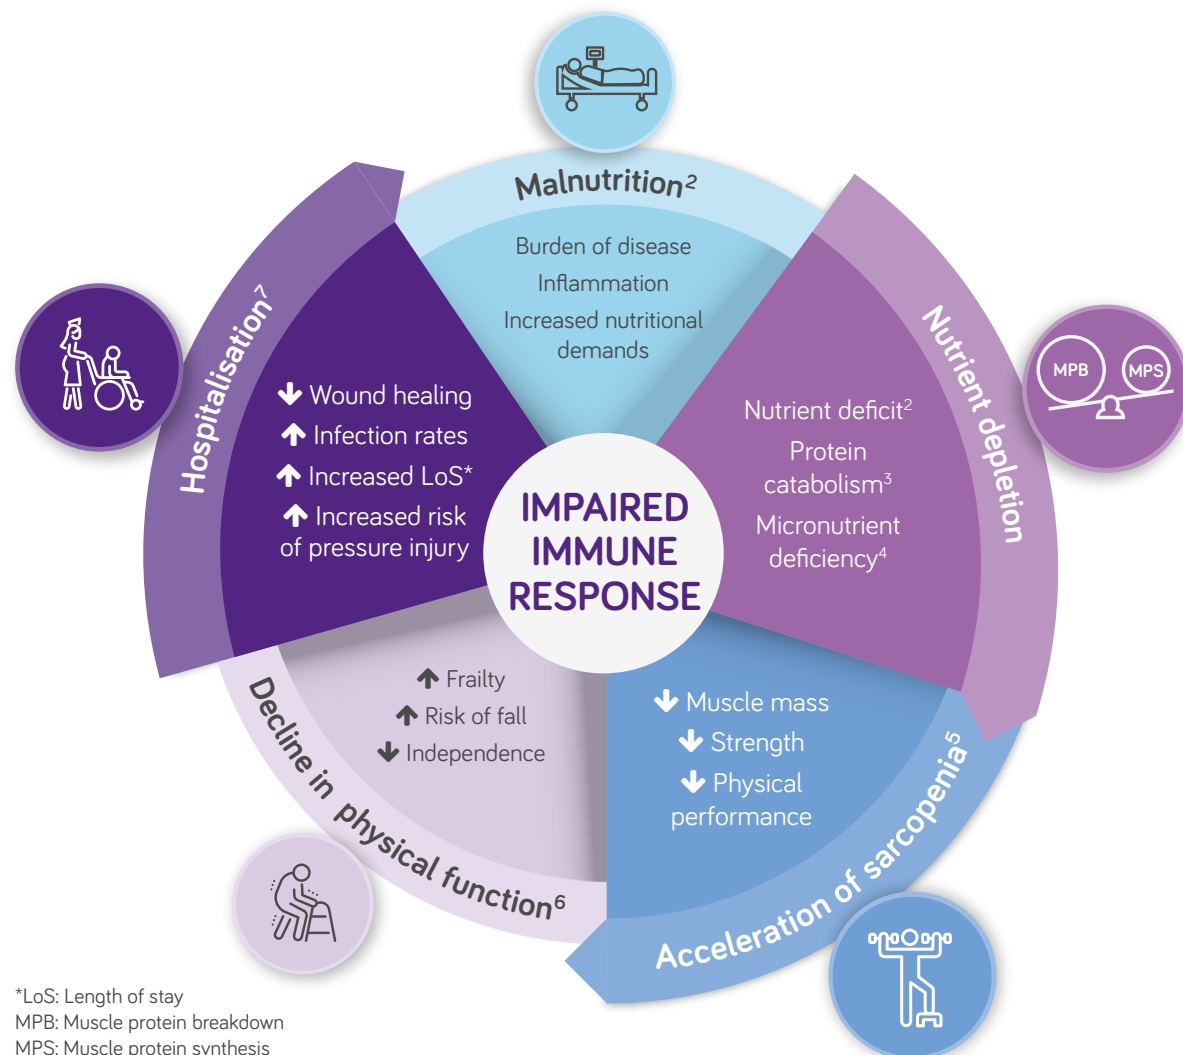 Malnutrition²
Burden of disease
Inflammation
Increased nutritional
demands
Nutrient depletion
MPB
MPS
Nutrient deficit²
Protein
catabolism³
Micronutrient
deficiency⁴
Acceleration of sarcopenia⁵
↓ Muscle mass
↓ Strength
↓ Physical
performance
Decline in physical function⁶
↑ Frailty
↑ Risk of fall
↓ Independence
Hospitalisation⁷
↓ Wound healing
↑ Infection rates
↑ Increased LoS*
↑ Increased risk
of pressure injury
IMPAIRED
IMMUNE
RESPONSE
*LoS: Length of stay
MPB: Muscle protein breakdown
MPS: Muscle protein synthesis